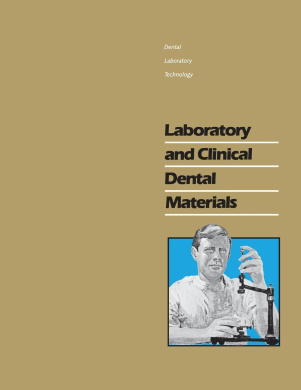 Dental
Laboratory
Technology
Laboratory
and Clinical
Dental
Materials